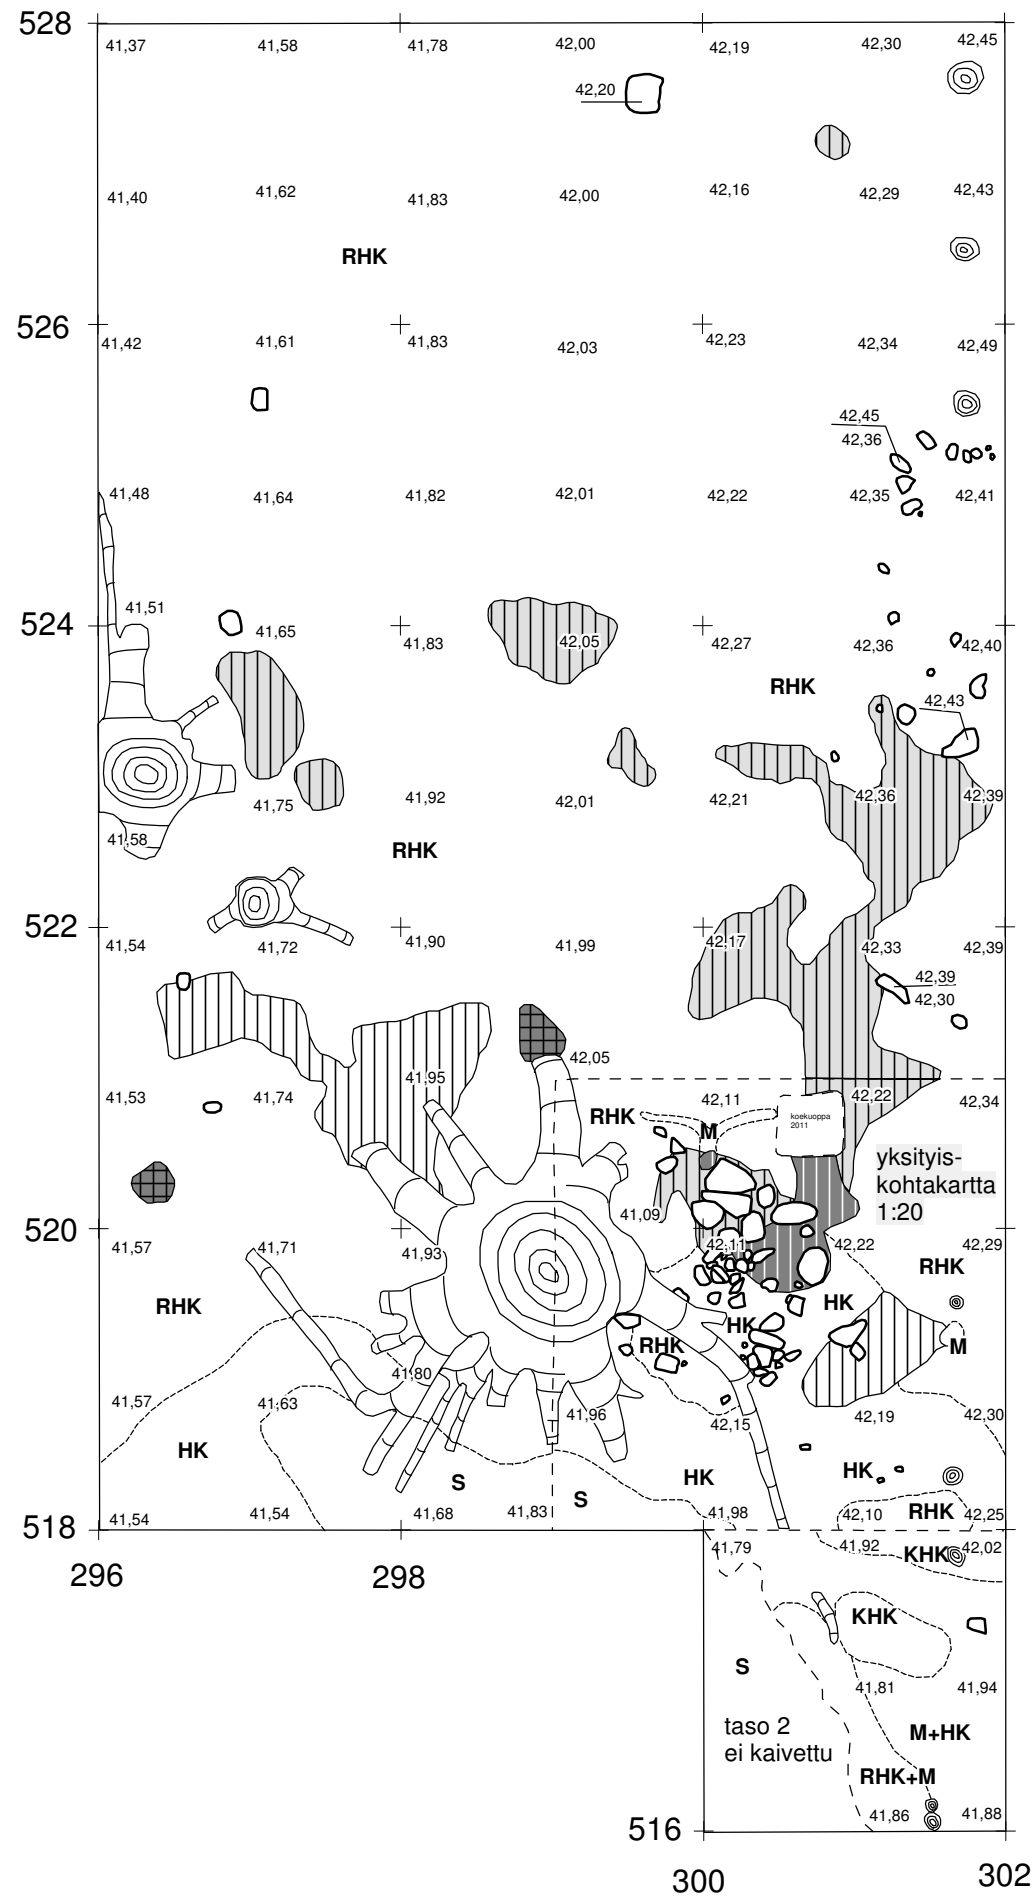 528
41,37 41,58 41,78 42,00 42,19 42,30 42,45
42,20
41,40 41,62 41,83 42,00 42,16 42,29 42,43
RHK
526
41,42 41,61 41,83 42,03 42,23 42,34 42,49
42,45
42,36
41,48 41,64 41,82 42,01 42,22 42,35 42,41
41,51
524
41,65 41,83 42,05 42,27 42,36 42,40
RHK
42,43
41,75 41,92 42,01 42,21 42,36 42,39
41,58
RHK
522
41,54 41,72 41,90 41,99 42,17 42,33 42,39
42,39
42,30
42,05
41,95
41,53 41,74 42,11 42,22 42,34
RHK
M
koekuoppa
2011
yksityis-
kohtakartta
1:20
41,09
520
41,57 41,71 41,93 42,11 42,22 42,29
RHK
RHK
HK
HK
RHK
M
41,80
41,57 41,63 41,96 42,15 42,19 42,30
HK
S
S
HK
HK
RHK
41,54 41,54 41,68 41,83 41,98 42,10 42,25
518
41,79 41,92 42,02
KHK
296
298
KHK
S
41,81 41,94
taso 2
ei kaivettu
M+HK
RHK+M
41,86 41,88
516
300
302